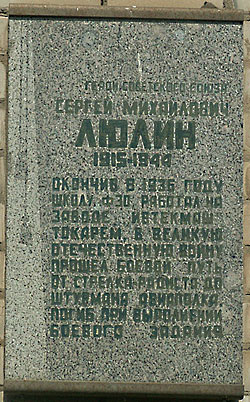 ГЕРОЙ СОВЕТСКОГО СОЮЗА
СЕРГЕЙ МИХАЙЛОВИЧ
ЛЮЛИН
1915-1944
ОКОНЧИВ В 1936 ГОДУ
ШКОЛУ ФЗО, РАБОТАЛ НА
ЗАВОДЕ „ИВТЕКМАШ"
ТОКАРЕМ. В ВЕЛИКУЮ
ОТЕЧЕСТВЕННУЮ ВОЙНУ
ПРОШЕЛ БОЕВОЙ ПУТЬ
ОТ СТРЕЛКА РАДИСТА ДО
ШТУРМАНА АВИАПОЛКА.
ПОГИБ ПРИ ВЫПОЛНЕНИИ
БОЕВОГО ЗАДАНИЯ